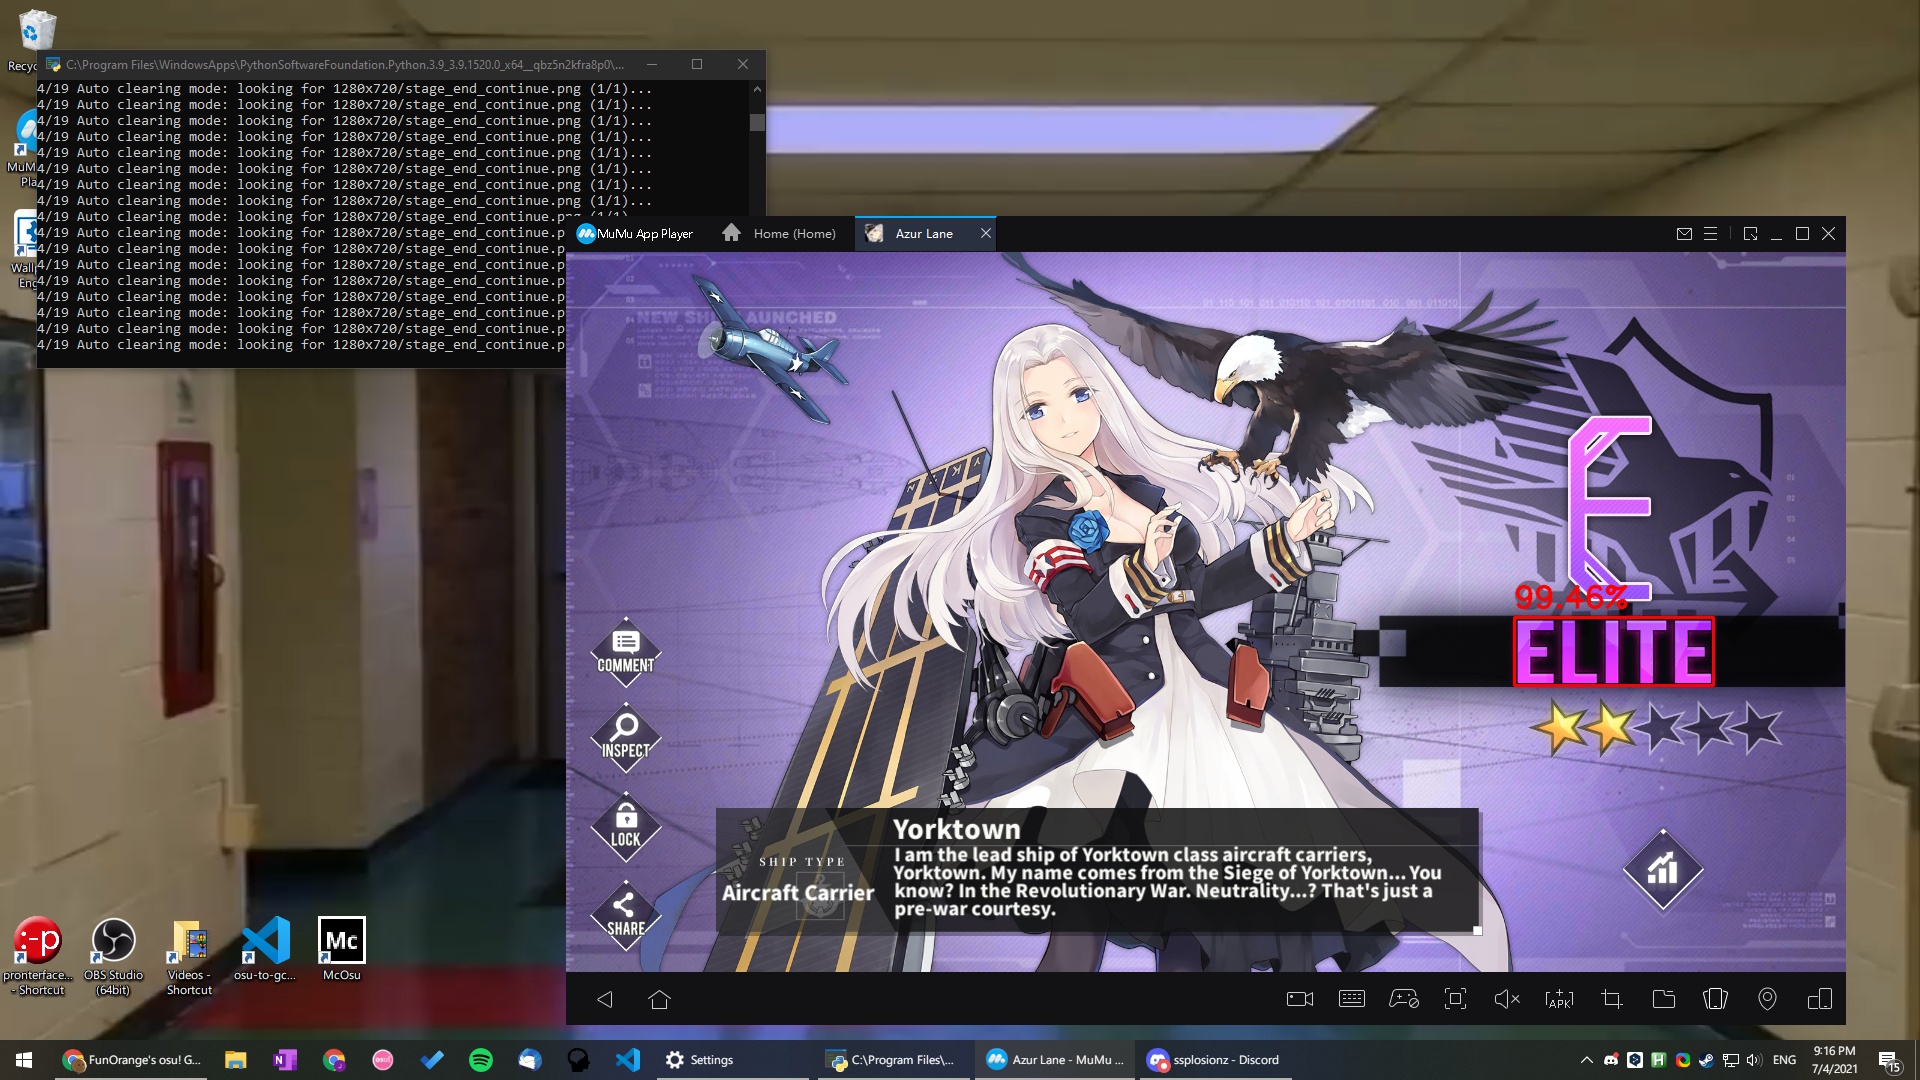 Recyc
C:\Program Files\WindowsApps\PythonSoftwareFoundation.Python.3.9_3.9.1520.0_x64__qbz5n2kfra8p0\...
4/19 Auto clearing mode: looking for 1280x720/stage_end_continue.png (1/1)...
4/19 Auto clearing mode: looking for 1280x720/stage_end_continue.png (1/1)...
4/19 Auto clearing mode: looking for 1280x720/stage_end_continue.png (1/1)...
4/19 Auto clearing mode: looking for 1280x720/stage_end_continue.png (1/1)...
4/19 Auto clearing mode: looking for 1280x720/stage_end_continue.png (1/1)...
4/19 Auto clearing mode: looking for 1280x720/stage_end_continue.png (1/1)...
4/19 Auto clearing mode: looking for 1280x720/stage_end_continue.png (1/1)...
4/19 Auto clearing mode: looking for 1280x720/stage_end_continue.png (1/1)...
4/19 Auto clearing mode: looking for 1280x720/stage_end_continue.png (1/1)
4/19 Auto clearing mode: looking for 1280x720/stage_end_continue.p
4/19 Auto clearing mode: looking for 1280x720/stage_end_continue.p
4/19 Auto clearing mode: looking for 1280x720/stage_end_continue.p
4/19 Auto clearing mode: looking for 1280x720/stage_end_continue.p
4/19 Auto clearing mode: looking for 1280x720/stage_end_continue.p
4/19 Auto clearing mode: looking for 1280x720/stage_end_continue.p
4/19 Auto clearing mode: looking for 1280x720/stage_end_continue.p
4/19 Auto clearing mode: looking for 1280x720/stage_end_continue.p
MuM
Pla
Wall
Eng
MuMu App Player
Home (Home)
Azur Lane
NEW SHIP LAUNCHED
E
99.46%
ELITE
COMMENT
INSPECT
LOCK
SHARE
SHIP TYPE
Aircraft Carrier
Yorktown
I am the lead ship of Yorktown class aircraft carriers,
Yorktown. My name comes from the Siege of Yorktown... You
know? In the Revolutionary War. Neutrality...? That's just a
pre-war courtesy.
APK
:-p
Mc
pronterface...
- Shortcut
OBS Studio
(64bit)
Videos -
Shortcut
osu-to-gc...
McOsu
FunOrange's osu! G...
osu!
Settings
C:\Program Files\...
Azur Lane - MuMu ...
ssplosionz - Discord
ENG
9:16 PM
7/4/2021
15